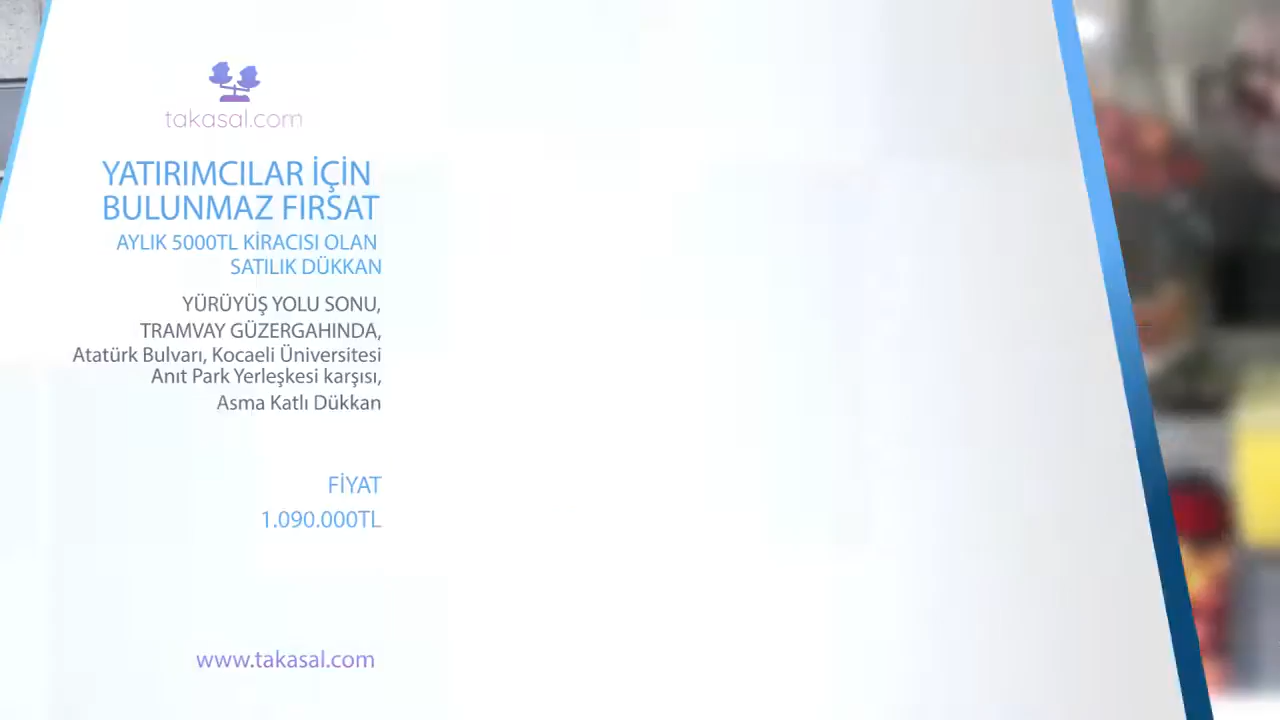 takasal.com
YATIRIMCILAR İÇİN
BULUNMAZ FIRSAT
AYLIK 5000TL KİRACISI OLAN
SATILIK DÜKKAN
YÜRÜYÜŞ YOLU SONU,
TRAMVAY GÜZERGAHINDA,
Atatürk Bulvarı, Kocaeli Üniversitesi
Anıt Park Yerleşkesi karşısı,
Asma Katlı Dükkan
FİYAT
1.090.000TL
www.takasal.com